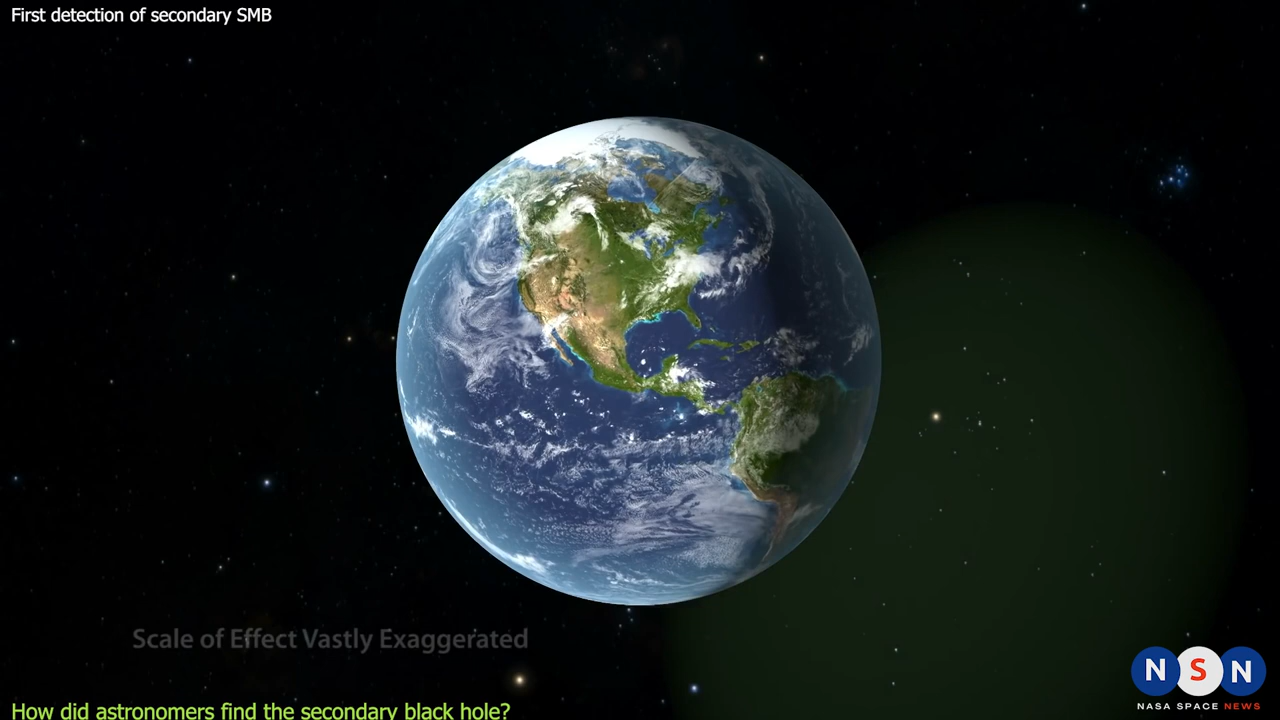 First detection of secondary SMB
Scale of Effect Vastly Exaggerated
How did astronomers find the secondary black hole?
N S N
NASA SPACE NEWS